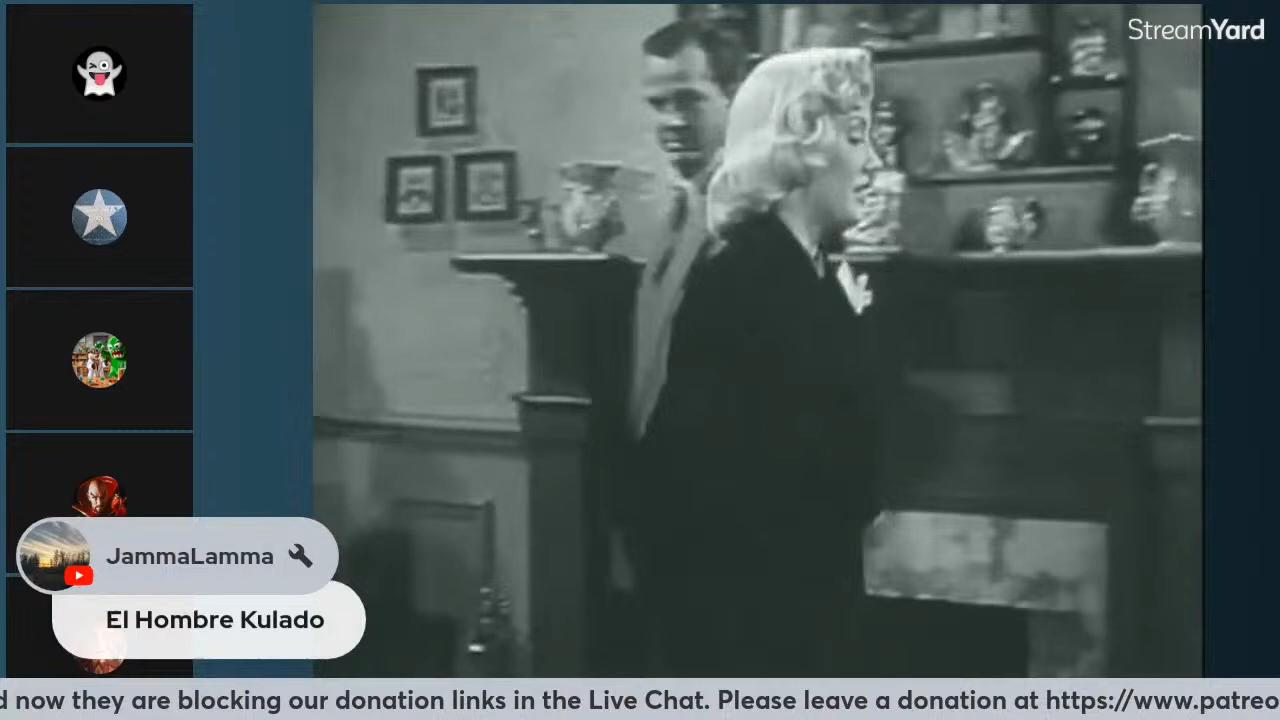 StreamYard
JammaLamma
El Hombre Kulado
d now they are blocking our donation links in the Live Chat. Please leave a donation at https://www.patreo